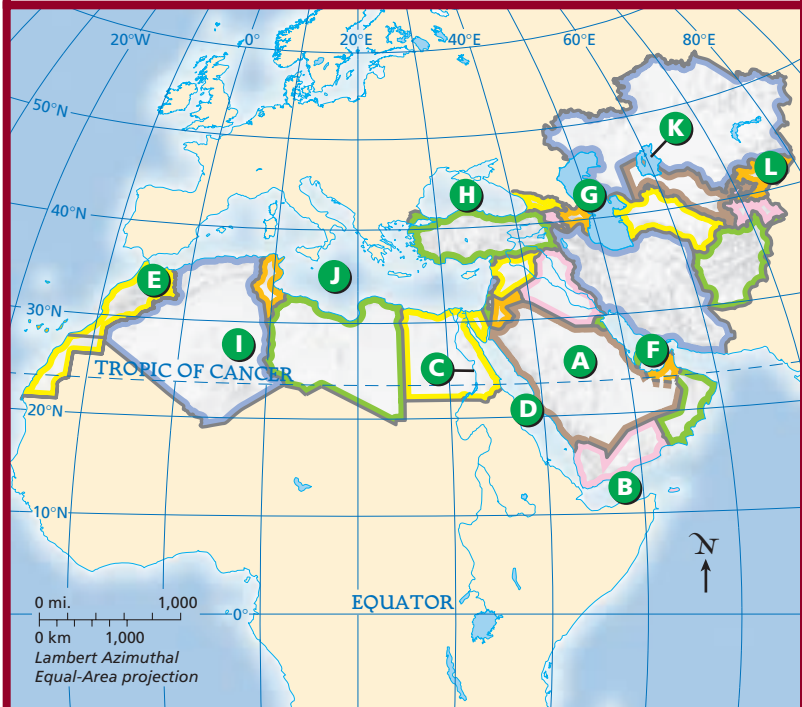 20°W 0° 20°E 40°E 60°E 80°E
50°N
K
L
H
G
40°N
E
J
30°N
I
C
A
F
TROPIC OF CANCER
20°N
D
B
10°N
N
0 mi. 1,000
0 km 1,000
Lambert Azimuthal
Equal-Area projection
EQUATOR
0°